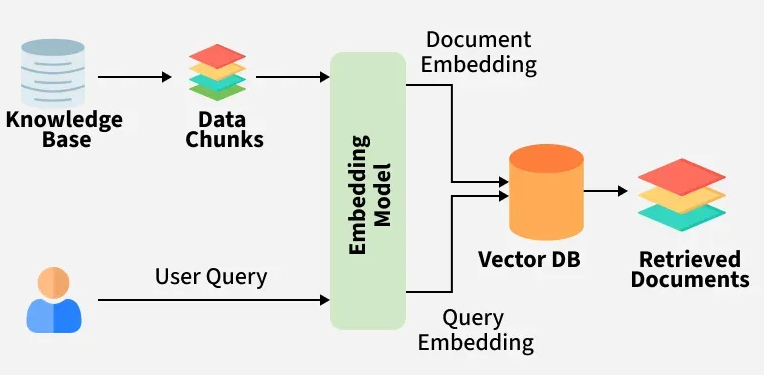 Document
Embedding
Knowledge
Base
Data
Chunks
Embedding
Model
Vector DB
Retrieved
Documents
User Query
Query
Embedding